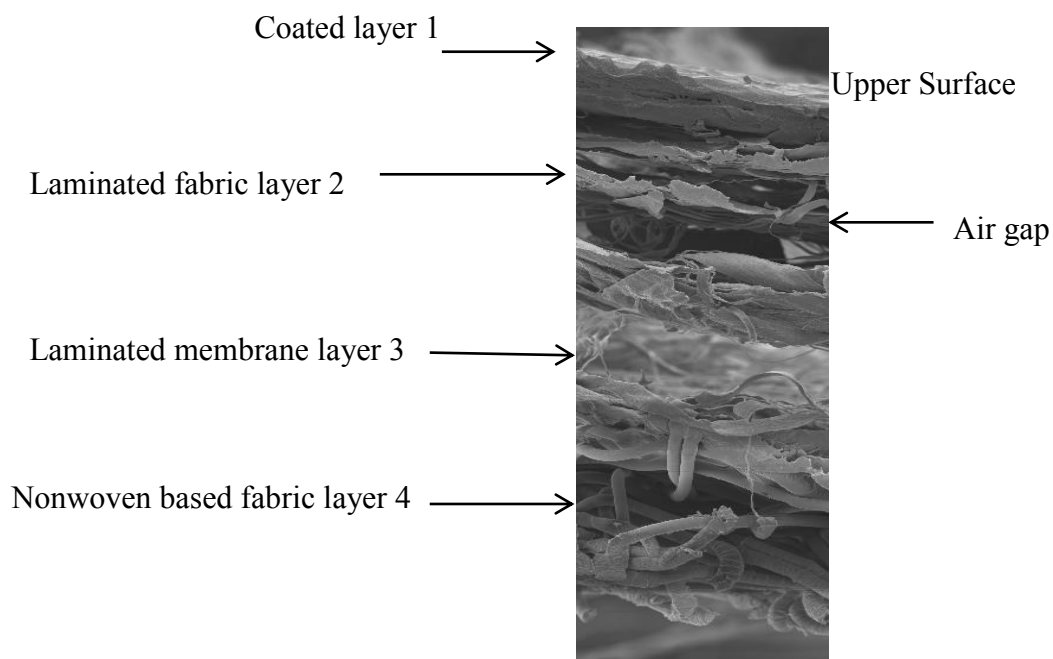 Coated layer 1
Upper Surface
Laminated fabric layer 2
Air gap
Laminated membrane layer 3
Nonwoven based fabric layer 4